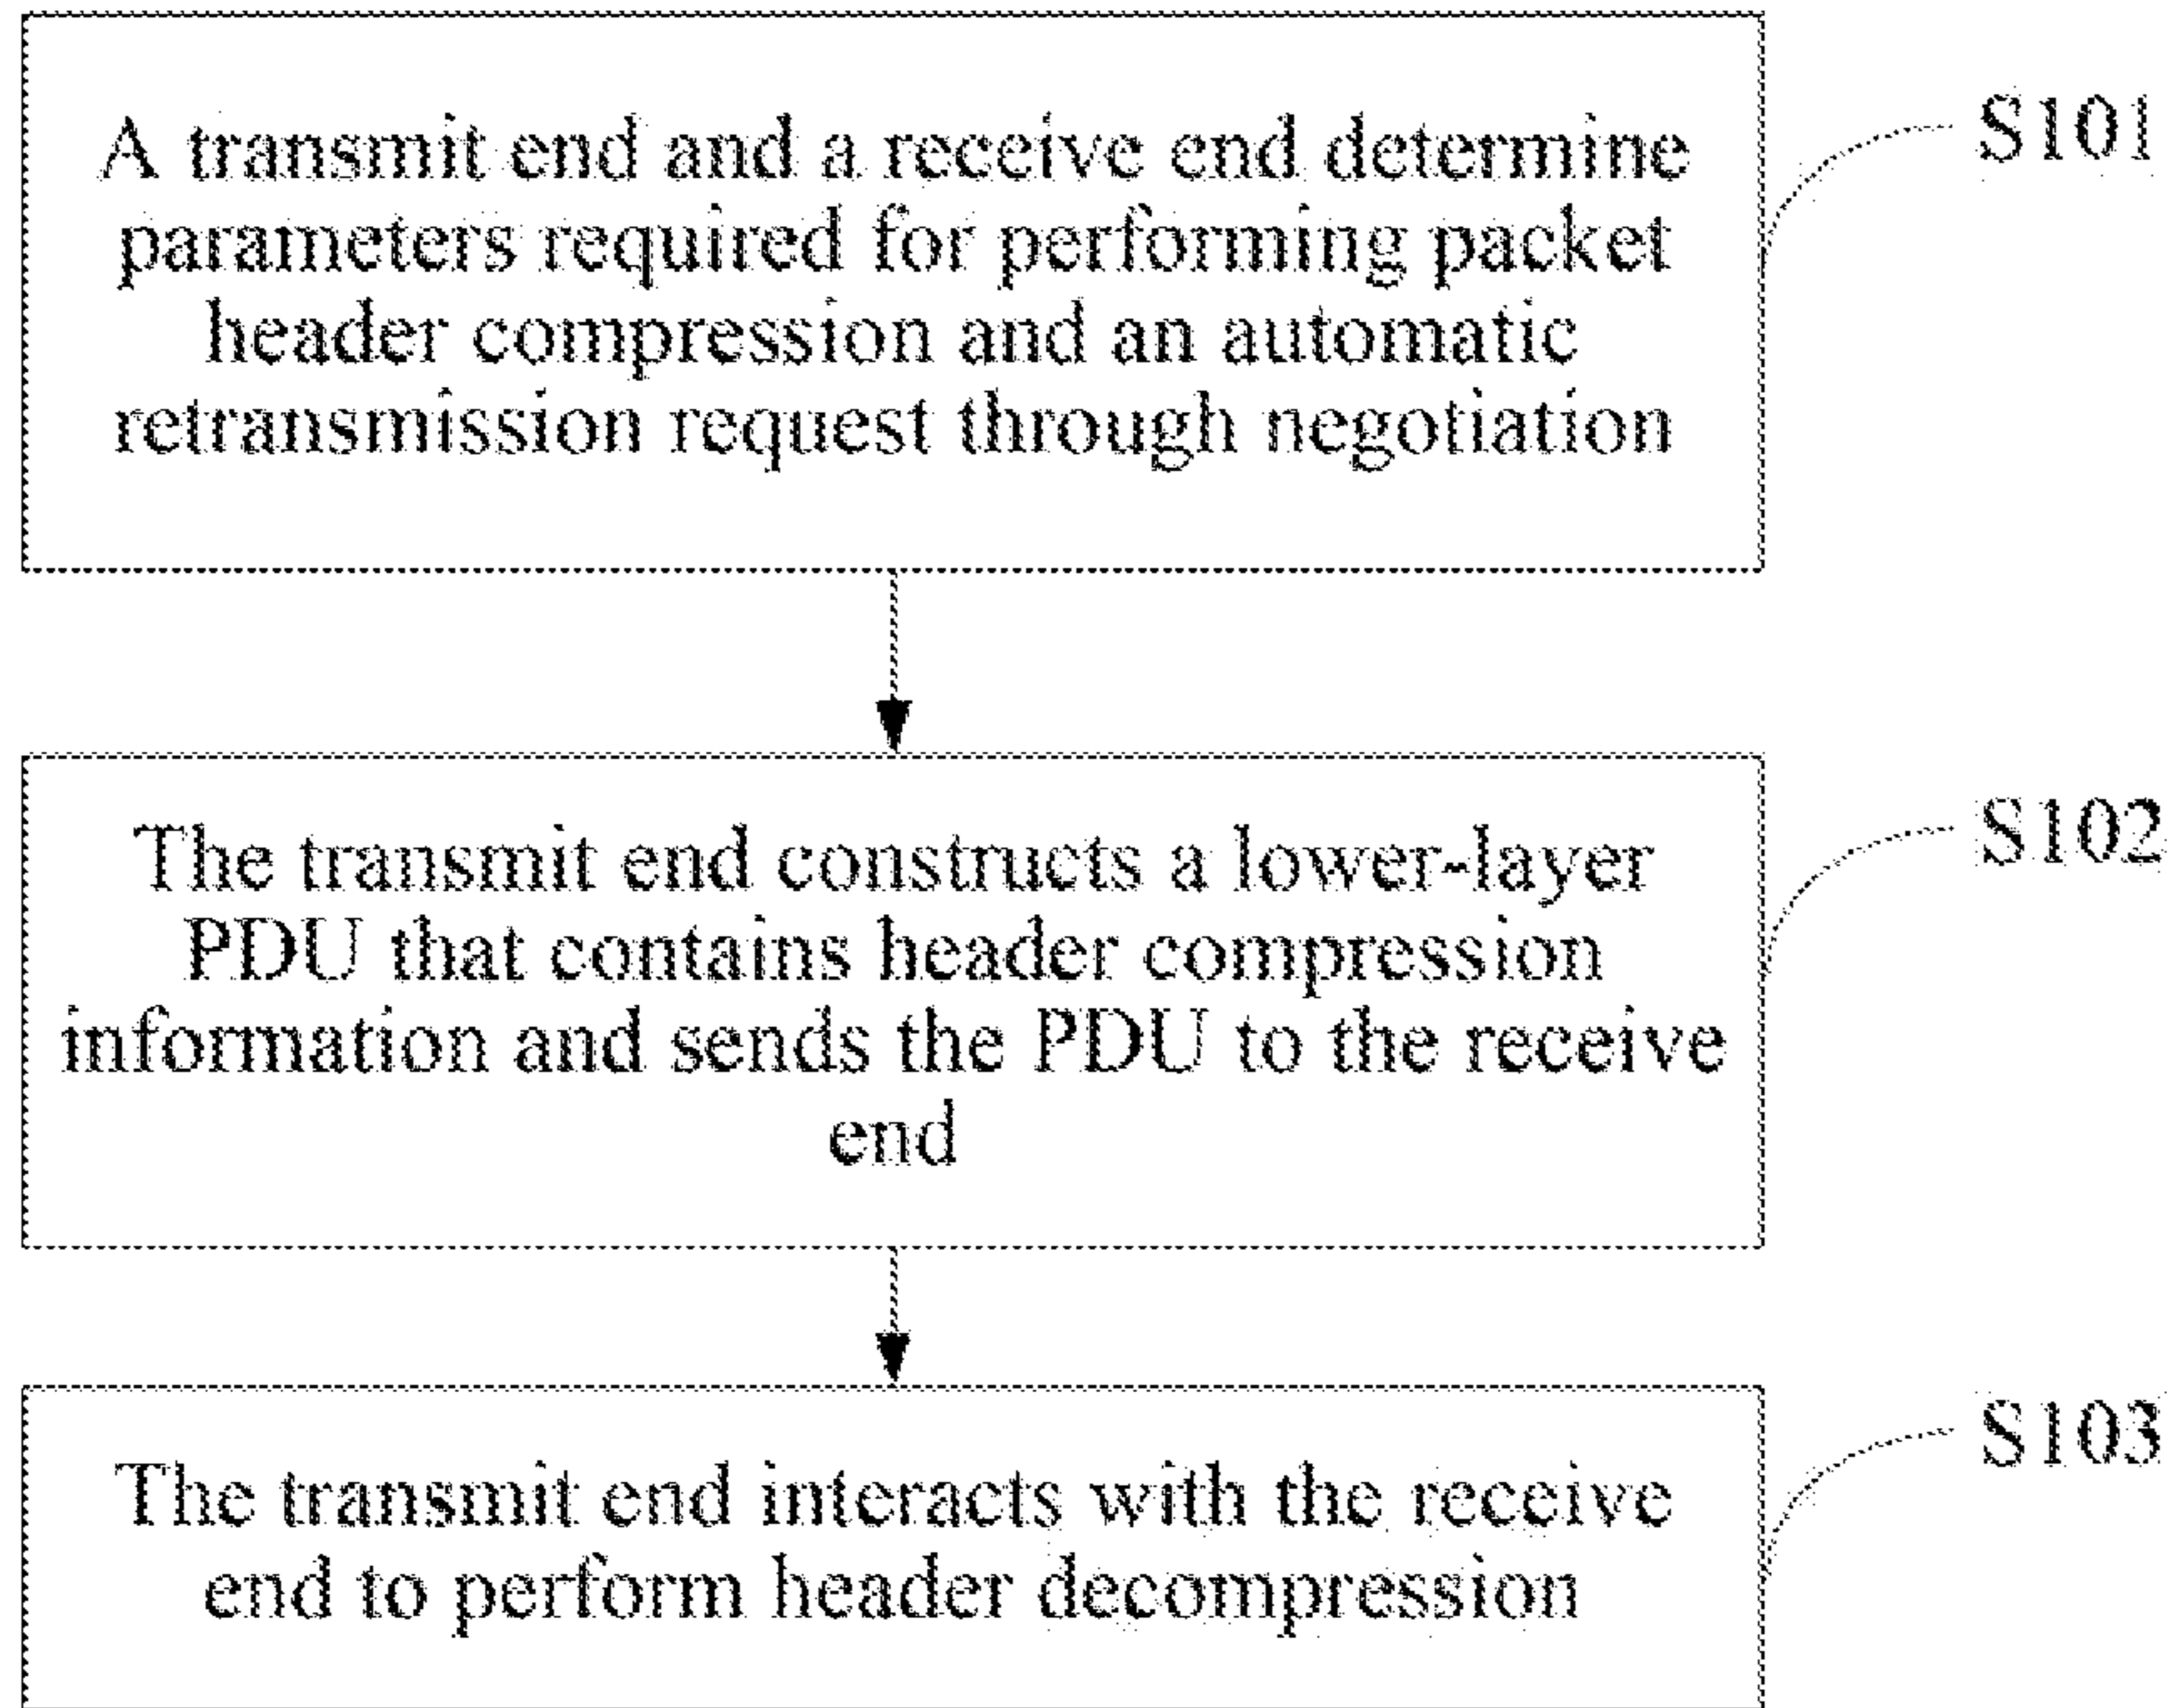 A transmit end and a receive end determine
parameters required for performing packet
header compression and an automatic
retransmission request through negotiation
S101
The transmit end constructs a lower-layer
PDU that contains header compression
information and sends the PDU to the receive
end
S102
The transmit end interacts with the receive
end to perform header decompression
S103